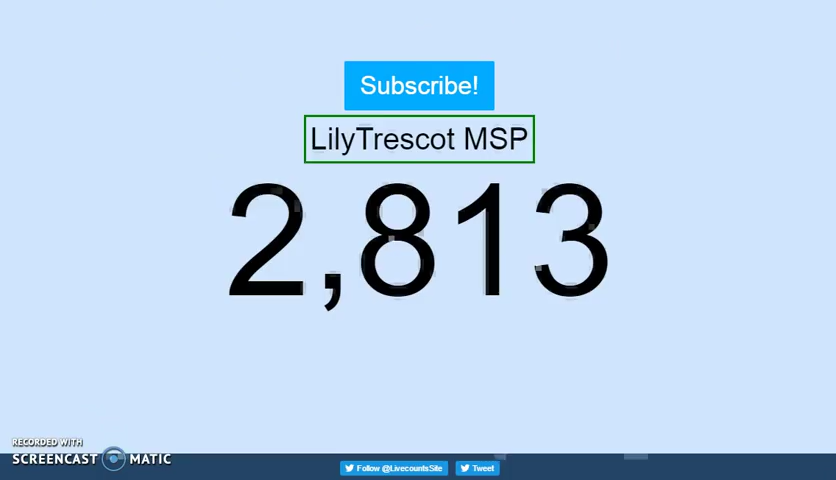 Subscribe!
LilyTrescot MSP
2,813
RECORDED WITH
SCREENCAST MATIC
Follow @LivecountsSite
Tweet